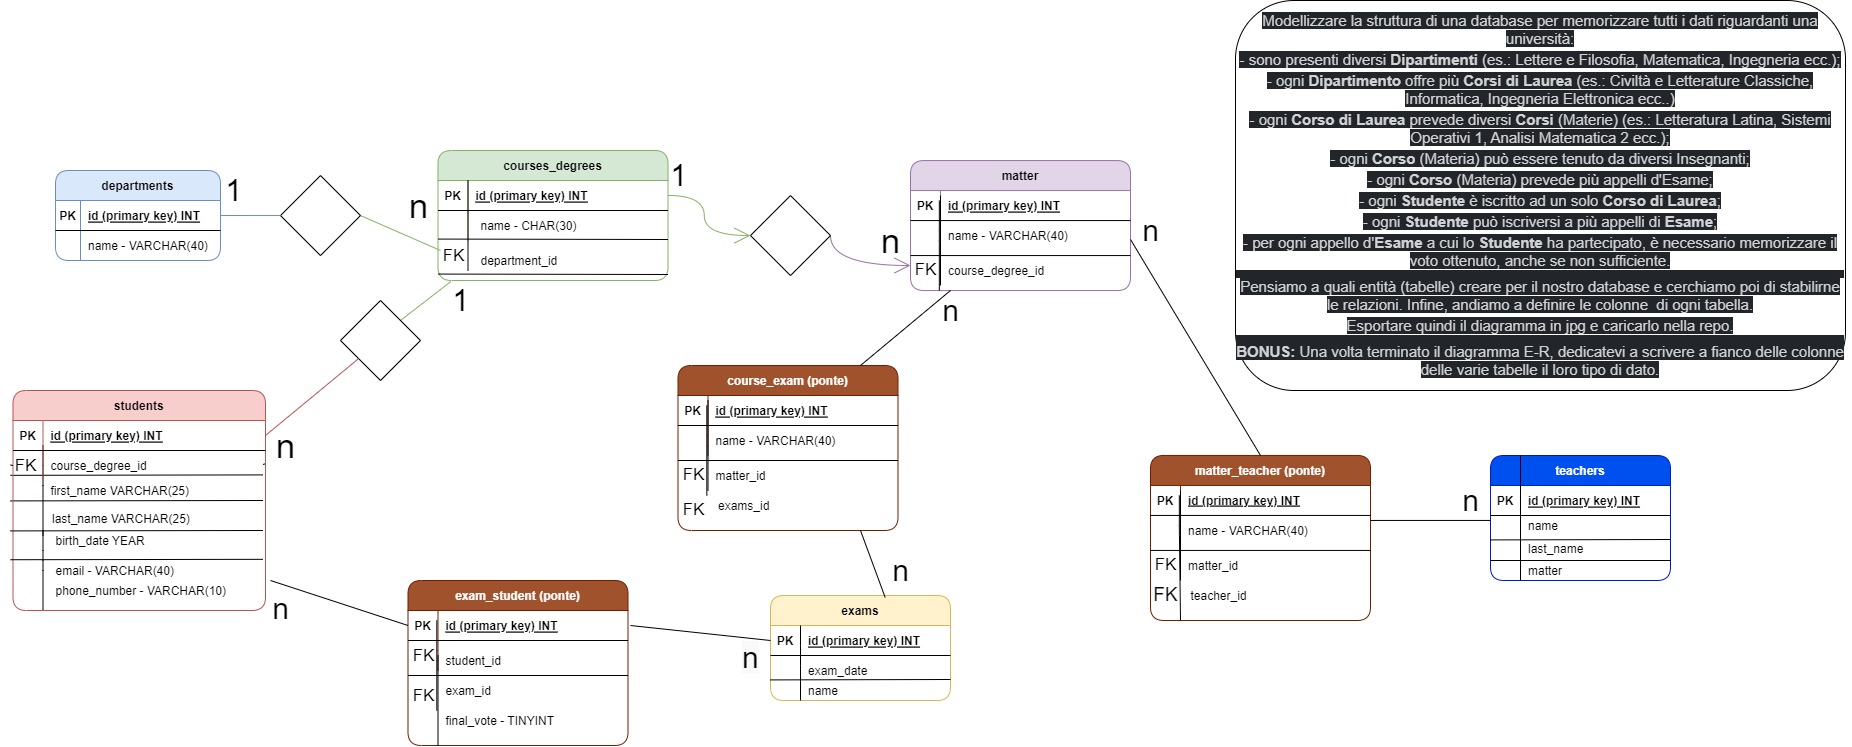 Modellizzare la struttura di una database per memorizzare tutti i dati riguardanti una
università:
- sono presenti diversi Dipartimenti (es.: Lettere e Filosofia, Matematica, Ingegneria ecc.);
- ogni Dipartimento offre più Corsi di Laurea (es.: Civiltà e Letterature Classiche,
Informatica, Ingegneria Elettronica ecc..)
- ogni Corso di Laurea prevede diversi Corsi (Materie) (es.: Letteratura Latina, Sistemi
Operativi 1, Analisi Matematica 2 ecc.);
- ogni Corso (Materia) può essere tenuto da diversi Insegnanti;
- ogni Corso (Materia) prevede più appelli d'Esame;
- ogni Studente è iscritto ad un solo Corso di Laurea;
- ogni Studente può iscriversi a più appelli di Esame;
- per ogni appello d'Esame a cui lo Studente ha partecipato, è necessario memorizzare il
voto ottenuto, anche se non sufficiente.
Pensiamo a quali entità (tabelle) creare per il nostro database e cerchiamo poi di stabilirne
le relazioni. Infine, andiamo a definire le colonne di ogni tabella.
Esportare quindi il diagramma in jpg e caricarlo nella repo.
BONUS: Una volta terminato il diagramma E-R, dedicatevi a scrivere a fianco delle colonne
delle varie tabelle il loro tipo di dato.
departments
PK id (primary key) INT
name - VARCHAR(40)
1
n
courses_degrees
PK id (primary key) INT
name - CHAR(30)
FK department_id
1
1
n
matter
PK id (primary key) INT
name - VARCHAR(40)
FK course_degree_id
n
n
students
PK id (primary key) INT
FK course_degree_id
first_name VARCHAR(25)
last_name VARCHAR(25)
birth_date YEAR
email - VARCHAR(40)
phone_number - VARCHAR(10)
n
n
course_exam (ponte)
PK id (primary key) INT
name - VARCHAR(40)
FK matter_id
FK exams_id
n
matter_teacher (ponte)
PK id (primary key) INT
name - VARCHAR(40)
FK matter_id
FK teacher_id
n
teachers
PK id (primary key) INT
name
last_name
matter
exam_student (ponte)
PK id (primary key) INT
FK student_id
FK exam_id
final_vote - TINYINT
n
exams
PK id (primary key) INT
exam_date
name